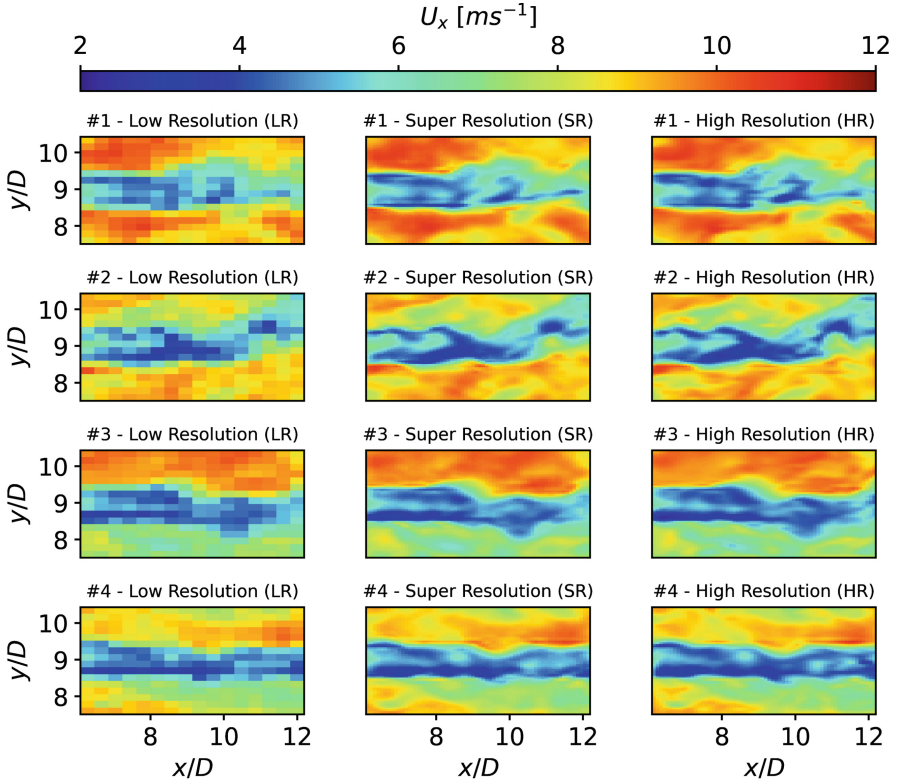 U_x [ms^{-1}]
2 4 6 8 10 12
#1 - Low Resolution (LR) #1 - Super Resolution (SR) #1 - High Resolution (HR)
10
9
8
y/D
#2 - Low Resolution (LR) #2 - Super Resolution (SR) #2 - High Resolution (HR)
10
9
8
y/D
#3 - Low Resolution (LR) #3 - Super Resolution (SR) #3 - High Resolution (HR)
10
9
8
y/D
#4 - Low Resolution (LR) #4 - Super Resolution (SR) #4 - High Resolution (HR)
10
9
8
y/D
8 10 12 8 10 12 8 10 12
x/D x/D x/D